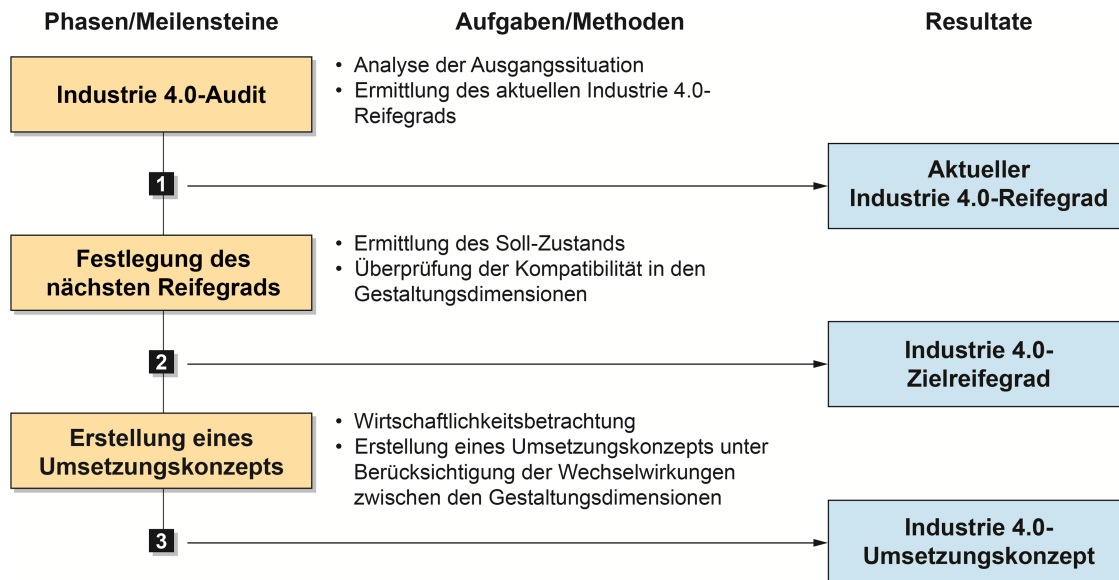 Phasen/Meilensteine
Aufgaben/Methoden
Resultate
Industrie 4.0-Audit
• Analyse der Ausgangssituation
• Ermittlung des aktuellen Industrie 4.0-
Reifegrads
1
Aktueller
Industrie 4.0-Reifegrad
Festlegung des
nächsten Reifegrads
• Ermittlung des Soll-Zustands
• Überprüfung der Kompatibilität in den
Gestaltungsdimensionen
2
Industrie 4.0-
Zielreifegrad
Erstellung eines
Umsetzungskonzepts
• Wirtschaftlichkeitsbetrachtung
• Erstellung eines Umsetzungskonzepts unter
Berücksichtigung der Wechselwirkungen
zwischen den Gestaltungsdimensionen
3
Industrie 4.0-
Umsetzungskonzept